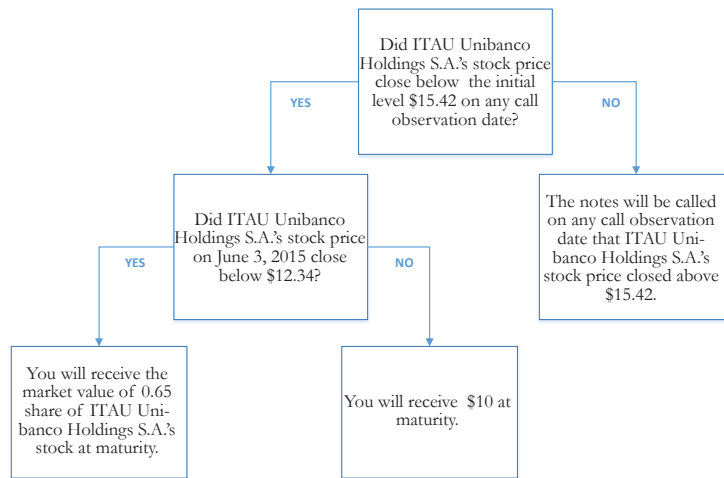 Did ITAU Unibanco
Holdings S.A.'s stock price
close below the initial
level $15.42 on any call
observation date?
YES
NO
Did ITAU Unibanco
Holdings S.A.'s stock price
on June 3, 2015 close
below $12.34?
The notes will be called
on any call observation
date that ITAU Uni-
banco Holdings S.A.'s
stock price closed above
$15.42.
YES
NO
You will receive the
market value of 0.65
share of ITAU Uni-
banco Holdings S.A.'s
stock at maturity.
You will receive $10 at
maturity.